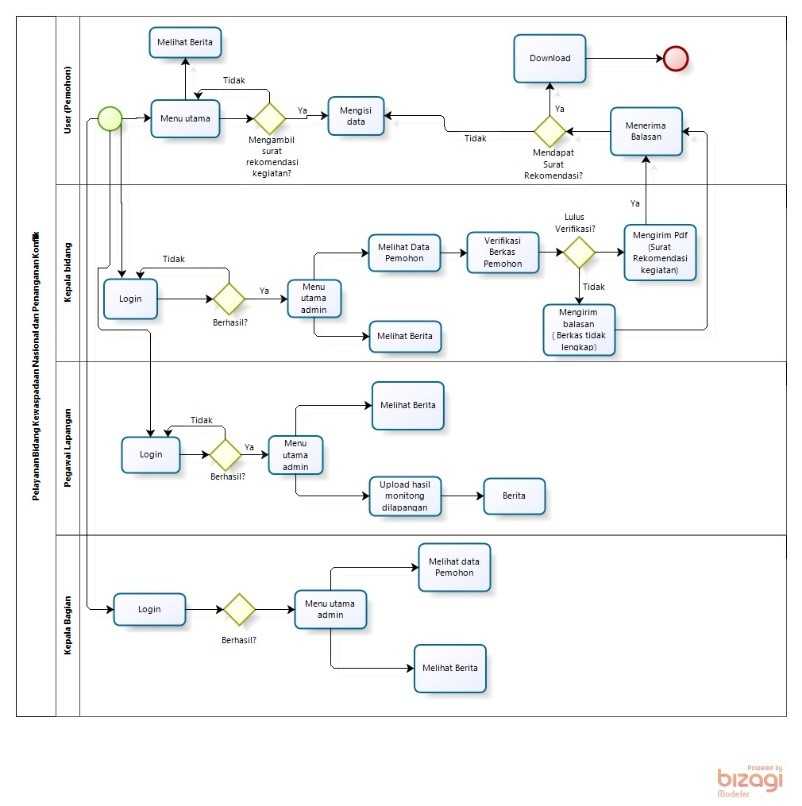 Pelayanan Bidang Kewaspadaan Nasional dan Penanganan Konflik
User (Pemohon)
Melihat Berita
Tidak
Menu utama
Ya
Mengambil
surat
rekomendasi
kegiatan?
Mengisi
data
Download
Ya
Tidak
Mendapat
Surat
Rekomendasi?
Menerima
Balasan
Kepala bidang
Tidak
Login
Berhasil?
Ya
Menu
utama
admin
Melihat Data
Pemohon
Melihat Berita
Verifikasi
Berkas
Pemohon
Lulus
Verifikasi?
Ya
Mengirim Pdf
(Surat
Rekomendasi
kegiatan)
Tidak
Mengirim
balasan
( Berkas tidak
lengkap)
Pegawai Lapangan
Tidak
Login
Berhasil?
Ya
Menu
utama
admin
Melihat Berita
Upload hasil
monitong
dilapangan
Berita
Kepala Bagian
Login
Berhasil?
Menu utama
admin
Melihat data
Pemohon
Melihat Berita
Powered by
bizagi
Modeler